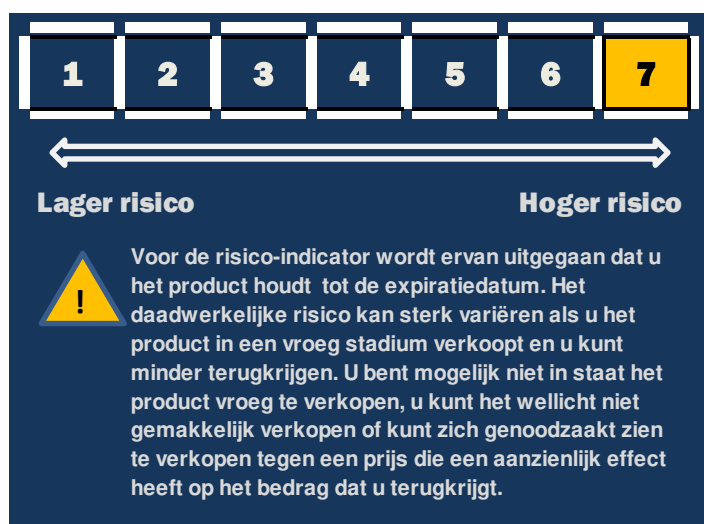 1 2 3 4 5 6 7
Lager risico Hoger risico
!
Voor de risico-indicator wordt ervan uitgegaan dat u
het product houdt tot de expiratiedatum. Het
daadwerkelijke risico kan sterk variëren als u het
product in een vroeg stadium verkoopt en u kunt
minder terugkrijgen. U bent mogelijk niet in staat het
product vroeg te verkopen, u kunt het wellicht niet
gemakkelijk verkopen of kunt zich genoodzaakt zien
te verkopen tegen een prijs die een aanzienlijk effect
heeft op het bedrag dat u terugkrijgt.